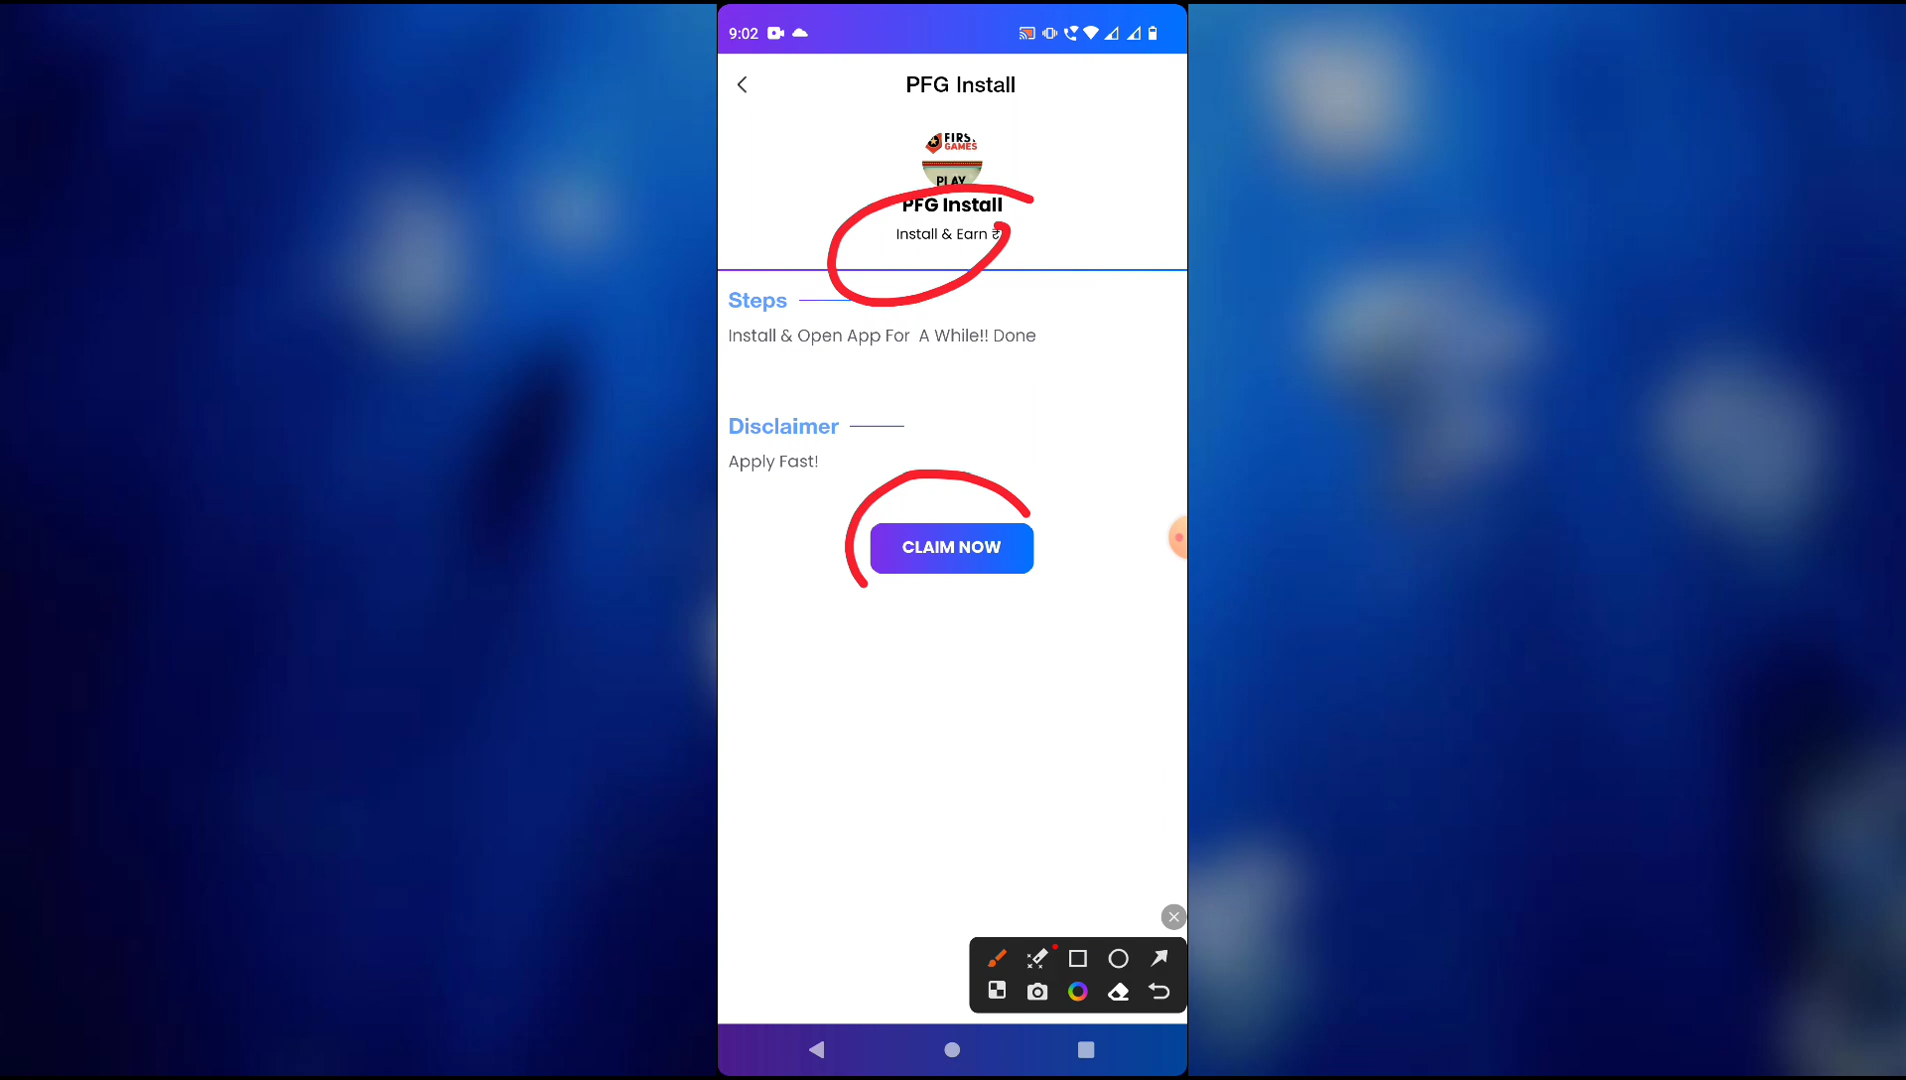 9:02
PFG Install
FIRS
GAMES
PLAY
PFG Install
Install & Earn ₹
Steps
Install & Open App For A While!! Done
Disclaimer
Apply Fast!
CLAIM NOW